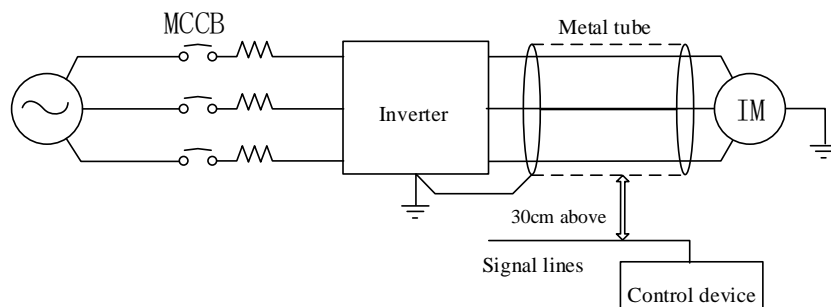 MCCB
Metal tube
Inverter
IM
30cm above
Signal lines
Control device